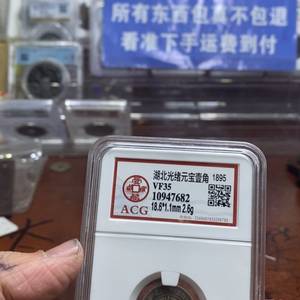 所有东西包真不包退
看准下手运费到付
湖北光绪元宝壹角 1895
VF35
10947682
18.6*1.1mm 2.6g
ACG